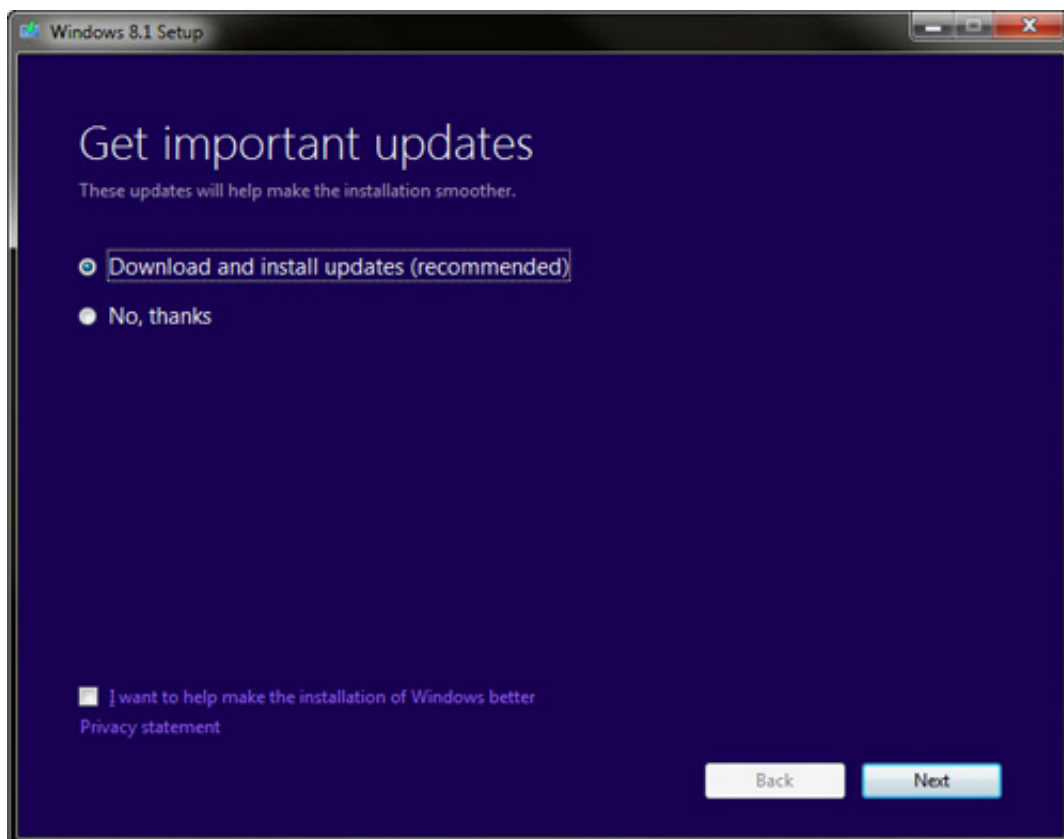 Windows 8.1 Setup
Get important updates
These updates will help make the installation smoother.
Download and install updates (recommended)
No, thanks
I want to help make the installation of Windows better
Privacy statement
Back Next